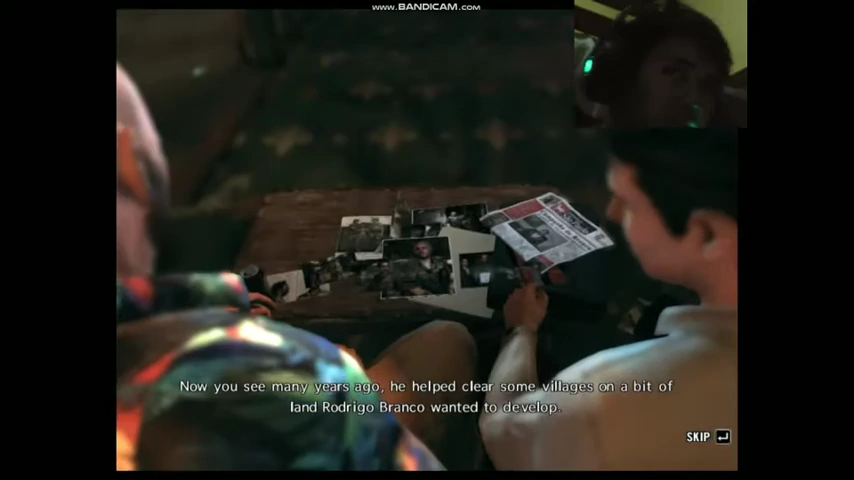 WWW.BANDICAM.COM
Now you see many years ago, he helped clear some villages on a bit of
land Rodrigo Branco wanted to develop.
SKIP